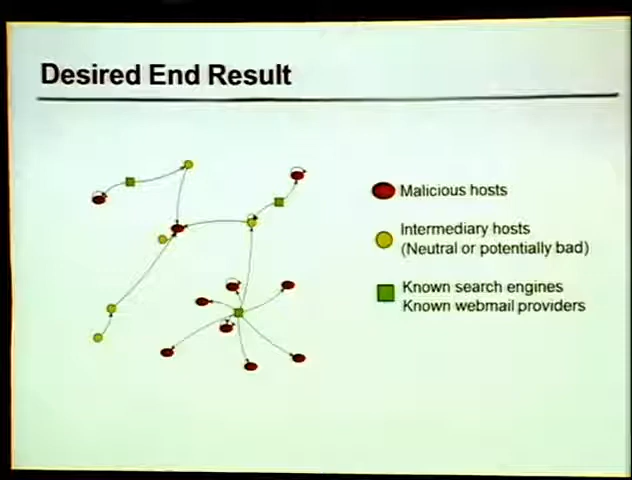 Desired End Result
Malicious hosts
Intermediary hosts
(Neutral or potentially bad)
Known search engines
Known webmail providers